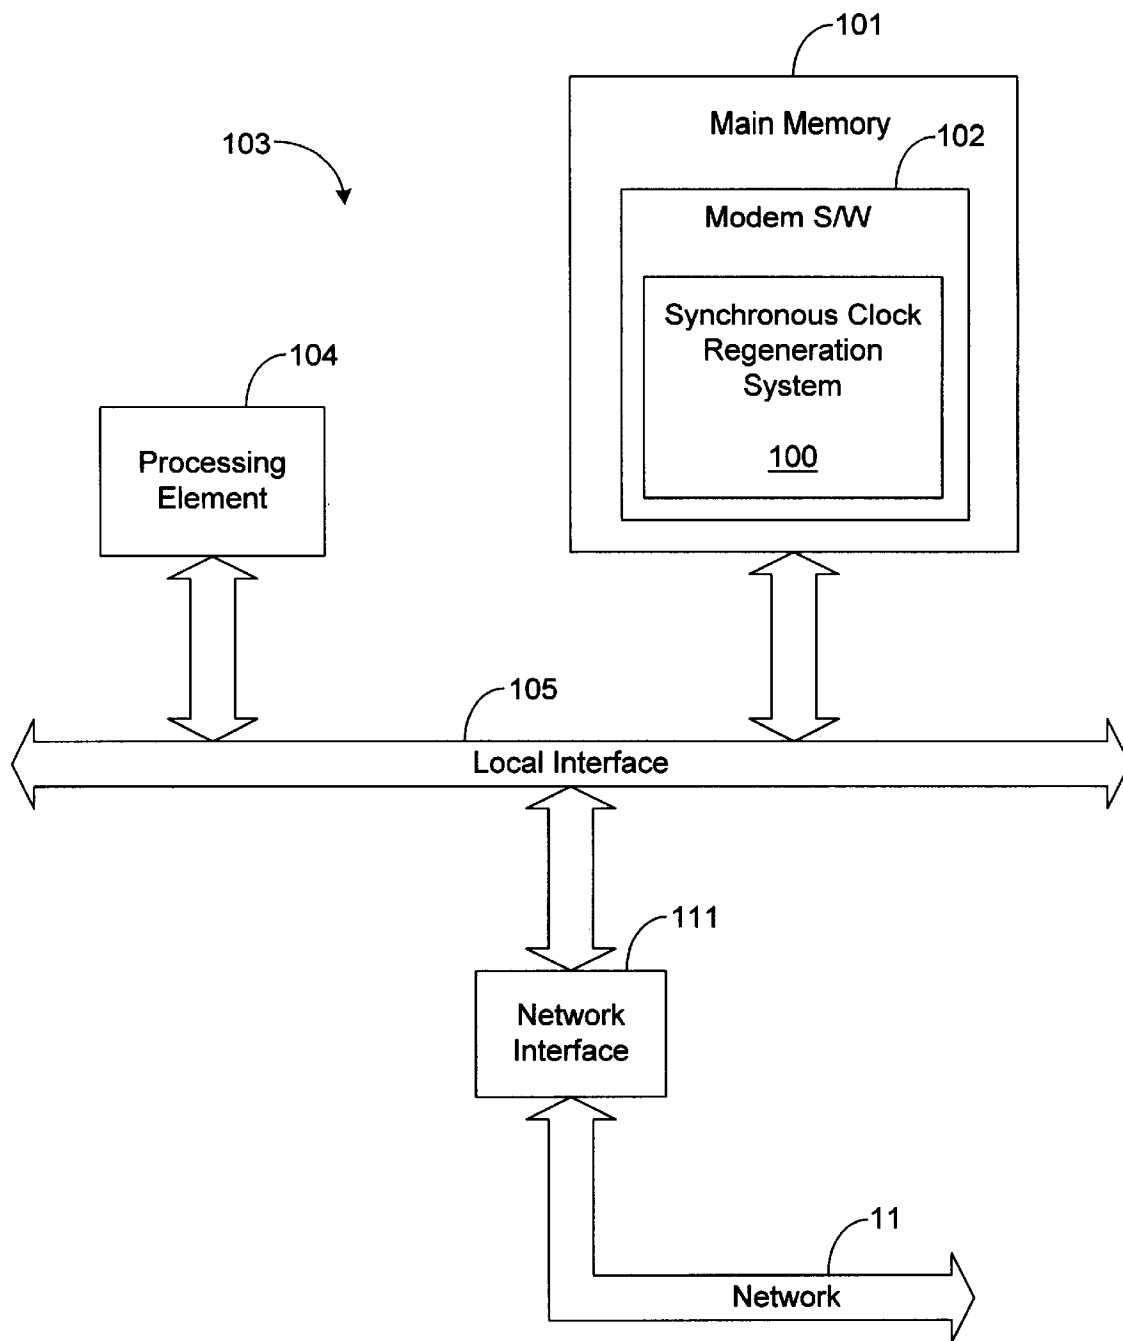 101
Main Memory
103
102
Modem S/W
Synchronous Clock
Regeneration
System
100
104
Processing
Element
105
Local Interface
111
Network
Interface
11
Network